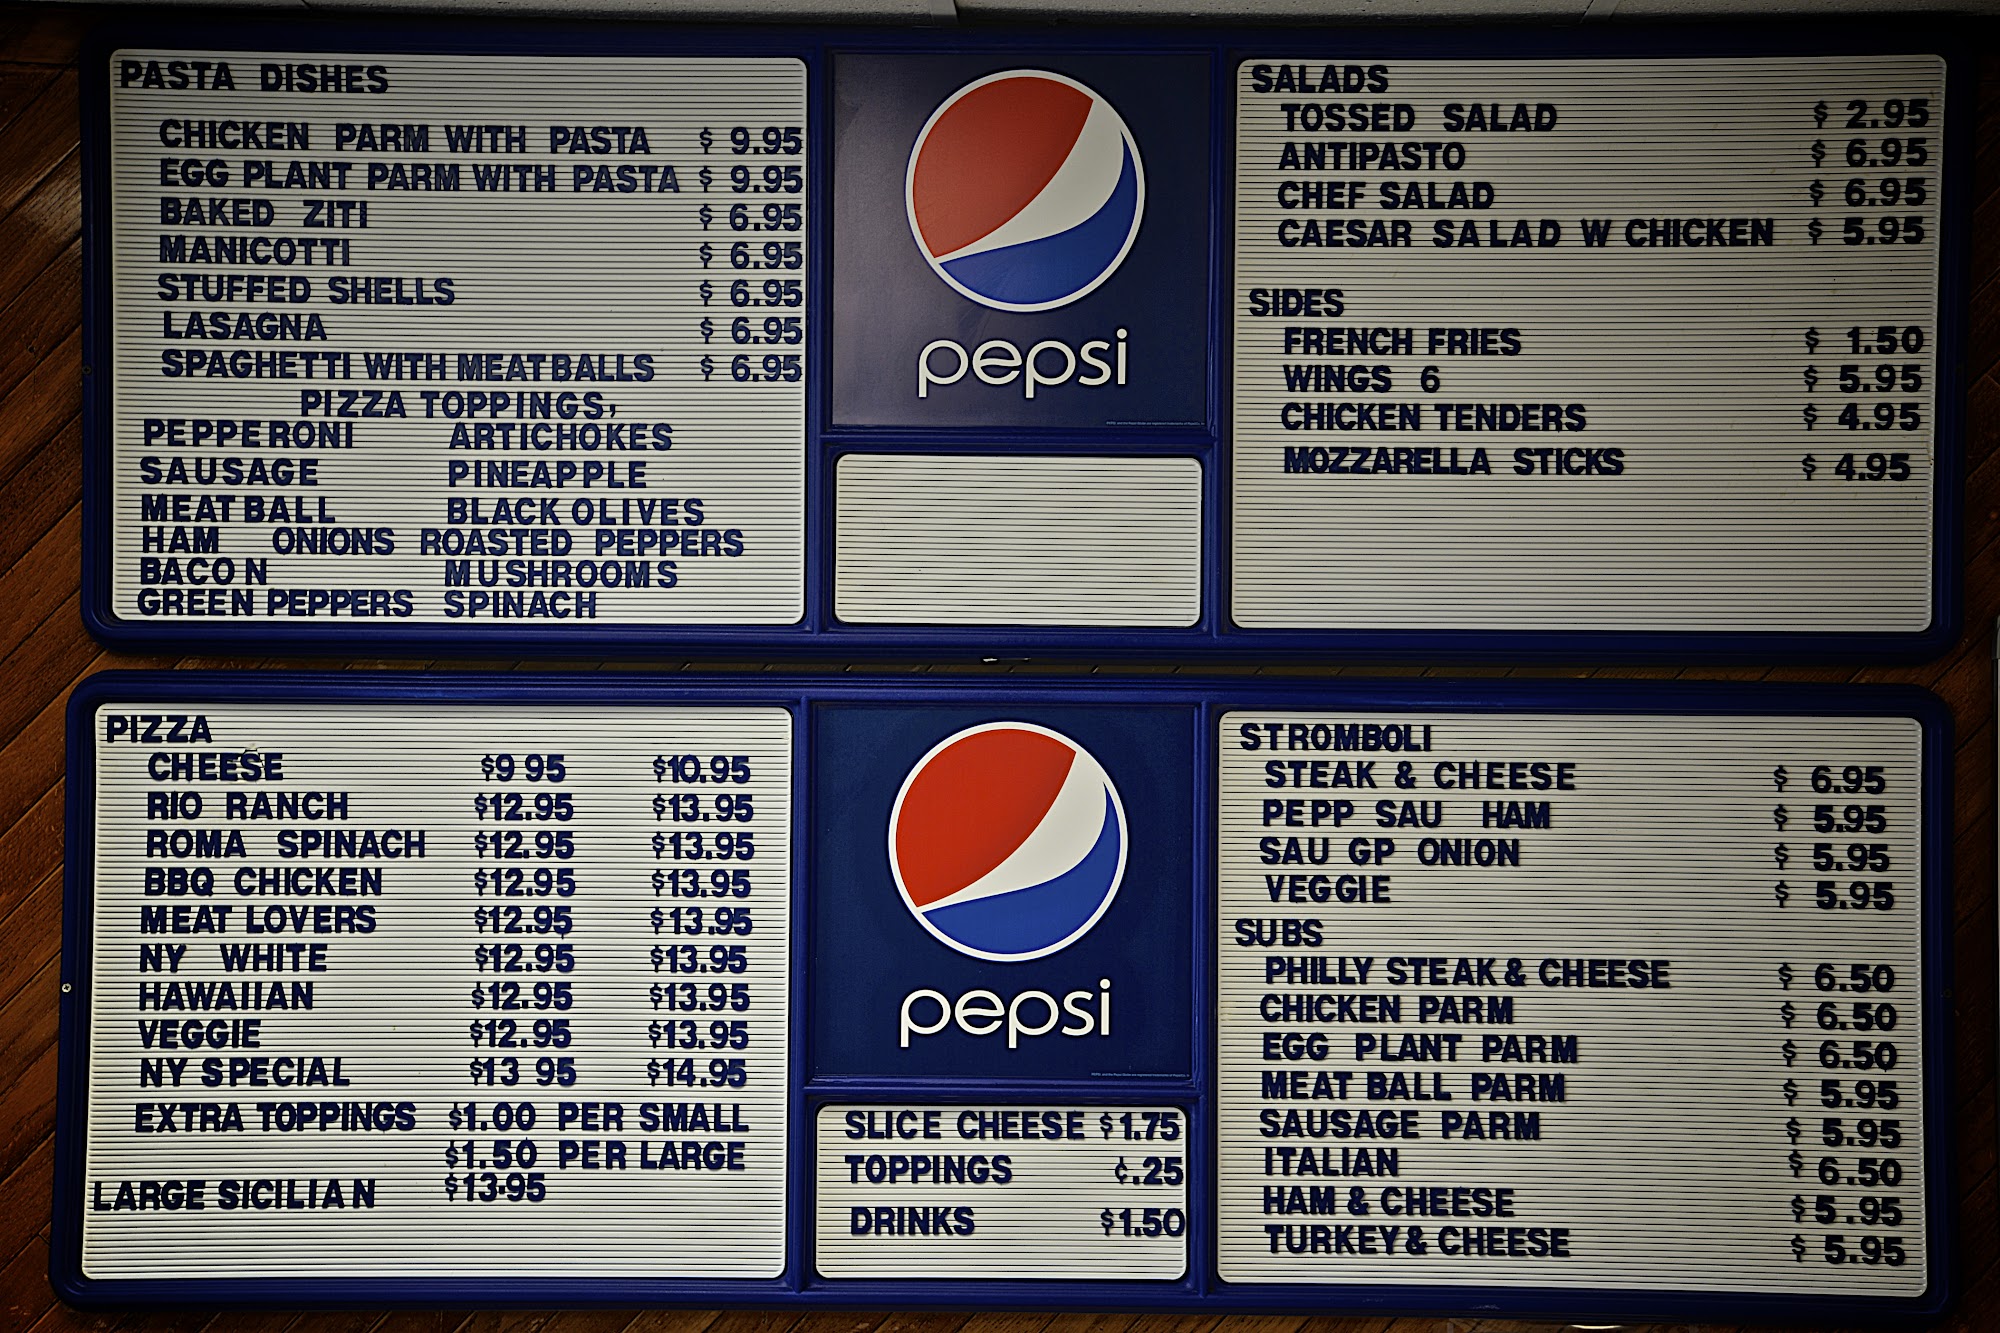 PASTA DISHES
CHICKEN PARM WITH PASTA $ 9.95
EGG PLANT PARM WITH PASTA $ 9.95
BAKED ZITI $ 6.95
MANICOTTI $ 6.95
STUFFED SHELLS $ 6.95
LASAGNA $ 6.95
SPAGHETTI WITH MEATBALLS $ 6.95
PIZZA TOPPINGS,
PEPPERONI ARTICHOKES
SAUSAGE PINEAPPLE
MEATBALL BLACK OLIVES
HAM ONIONS ROASTED PEPPERS
BACON MUSHROOMS
GREEN PEPPERS SPINACH
pepsi
SALADS
TOSSED SALAD $ 2.95
ANTIPASTO $ 6.95
CHEF SALAD $ 6.95
CAESAR SALAD W CHICKEN $ 5.95
SIDES
FRENCH FRIES $ 1.50
WINGS 6 $ 5.95
CHICKEN TENDERS $ 4.95
MOZZARELLA STICKS $ 4.95
PIZZA
CHEESE $9 95 $10.95
RIO RANCH $12.95 $13.95
ROMA SPINACH $12.95 $13.95
BBQ CHICKEN $12.95 $13.95
MEAT LOVERS $12.95 $13.95
NY WHITE $12.95 $13.95
HAWAIIAN $12.95 $13.95
VEGGIE $12.95 $13.95
NY SPECIAL $13 95 $14.95
EXTRA TOPPINGS $1.00 PER SMALL
$1.50 PER LARGE
LARGE SICILIAN $13.95
pepsi
SLICE CHEESE $1.75
TOPPINGS ¢.25
DRINKS $1.50
STROMBOLI
STEAK & CHEESE $ 6.95
PEPP SAU HAM $ 5.95
SAU GP ONION $ 5.95
VEGGIE $ 5.95
SUBS
PHILLY STEAK & CHEESE $ 6.50
CHICKEN PARM $ 6.50
EGG PLANT PARM $ 6.50
MEAT BALL PARM $ 5.95
SAUSAGE PARM $ 5.95
ITALIAN $ 6.50
HAM & CHEESE $ 5.95
TURKEY & CHEESE $ 5.95